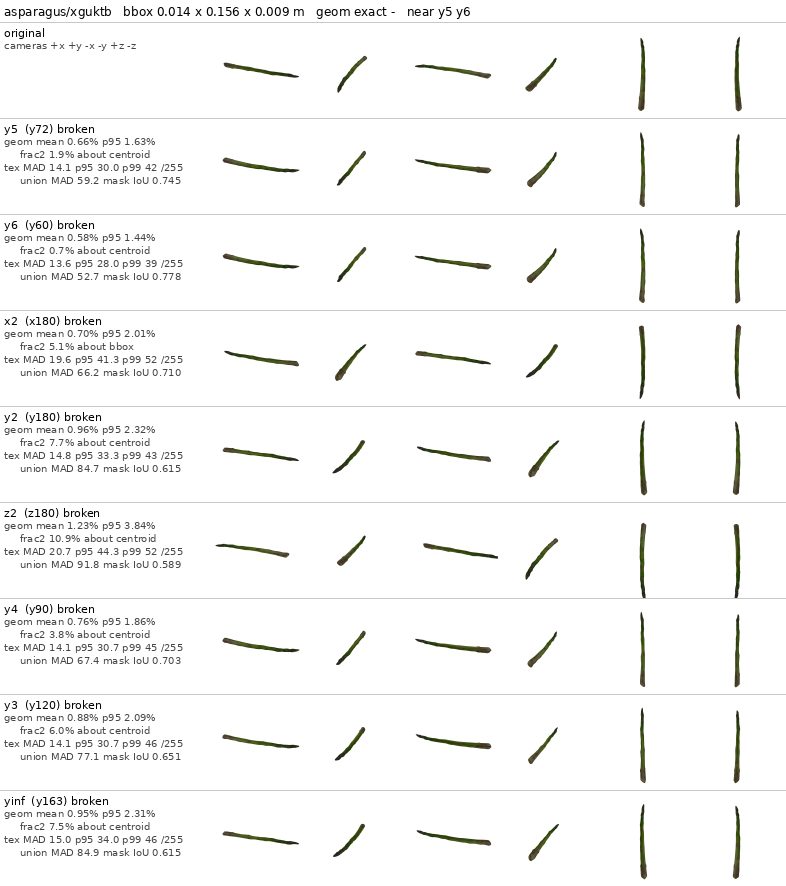 asparagus/xguktb   bbox 0.014 x 0.156 x 0.009 m   geom exact -   near y5 y6
original
cameras +x +y -x -y +z -z
y5  (y72) broken
geom mean 0.66% p95 1.63%
frac2 1.9% about centroid
tex MAD 14.1 p95 30.0 p99 42 /255
union MAD 59.2 mask IoU 0.745
y6  (y60) broken
geom mean 0.58% p95 1.44%
frac2 0.7% about centroid
tex MAD 13.6 p95 28.0 p99 39 /255
union MAD 52.7 mask IoU 0.778
x2  (x180) broken
geom mean 0.70% p95 2.01%
frac2 5.1% about bbox
tex MAD 19.6 p95 41.3 p99 52 /255
union MAD 66.2 mask IoU 0.710
y2  (y180) broken
geom mean 0.96% p95 2.32%
frac2 7.7% about centroid
tex MAD 14.8 p95 33.3 p99 43 /255
union MAD 84.7 mask IoU 0.615
z2  (z180) broken
geom mean 1.23% p95 3.84%
frac2 10.9% about centroid
tex MAD 20.7 p95 44.3 p99 52 /255
union MAD 91.8 mask IoU 0.589
y4  (y90) broken
geom mean 0.76% p95 1.86%
frac2 3.8% about centroid
tex MAD 14.1 p95 30.7 p99 45 /255
union MAD 67.4 mask IoU 0.703
y3  (y120) broken
geom mean 0.88% p95 2.09%
frac2 6.0% about centroid
tex MAD 14.1 p95 30.7 p99 46 /255
union MAD 77.1 mask IoU 0.651
yinf  (y163) broken
geom mean 0.95% p95 2.31%
frac2 7.5% about centroid
tex MAD 15.0 p95 34.0 p99 46 /255
union MAD 84.9 mask IoU 0.615